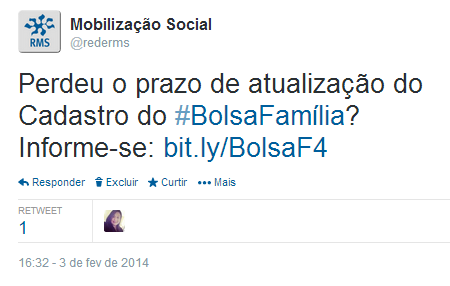 RMS
Mobilização Social
@rederms
Perdeu o prazo de atualização do
Cadastro do #BolsaFamília?
Informe-se: bit.ly/BolsaF4
Responder Excluir Curtir Mais
RETWEET
1
16:32 - 3 de fev de 2014